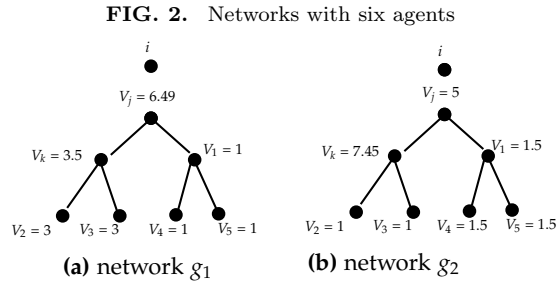 FIG. 2. Networks with six agents
i
i
V_j = 6.49
V_j = 5
V_k = 3.5
V_1 = 1
V_k = 7.45
V_1 = 1.5
V_2 = 3
V_3 = 3
V_4 = 1
V_5 = 1
V_2 = 1
V_3 = 1
V_4 = 1.5
V_5 = 1.5
(a) network g_1
(b) network g_2